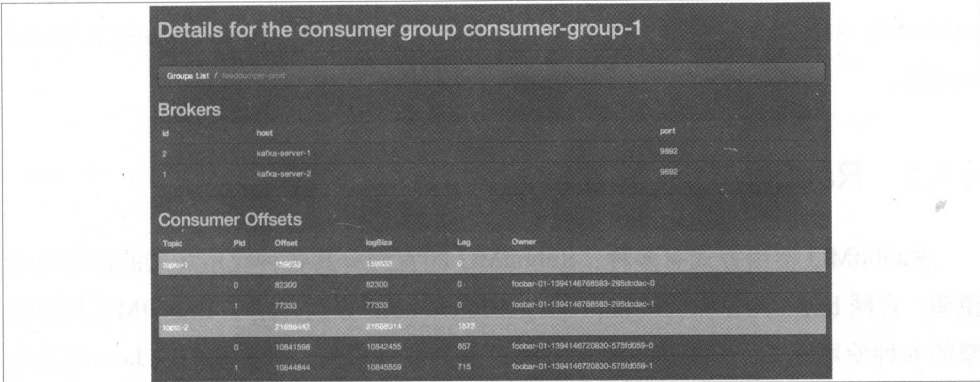 Details for the consumer group consumer-group-1
Groups List / feeddumper-prod
Brokers
id host port
2 kafka-server-1 9892
1 kafka-server-2 9892
Consumer Offsets
Topic Pid Offset logSize Lag Owner
topic-1 159633 159633 0
0 82300 82300 0 foobar-01-1394146768583-295dcdac-0
1 77333 77333 0 foobar-01-1394146768583-295dcdac-1
topic-2 21686442 21688014 1572
0 10841598 10842455 857 foobar-01-1394146720830-575fd059-0
1 10844844 10845559 715 foobar-01-1394146720830-575fd059-1